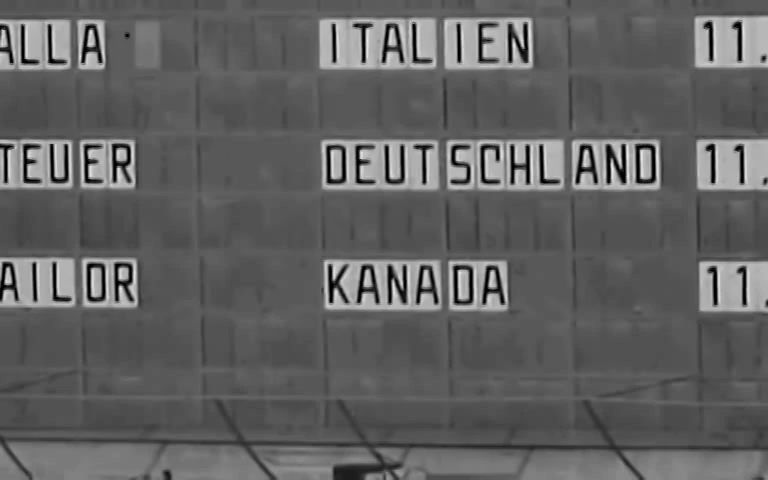 ALLA ITALIEN 11.
TEUER DEUTSCHLAND 11.
AILOR KANADA 11.